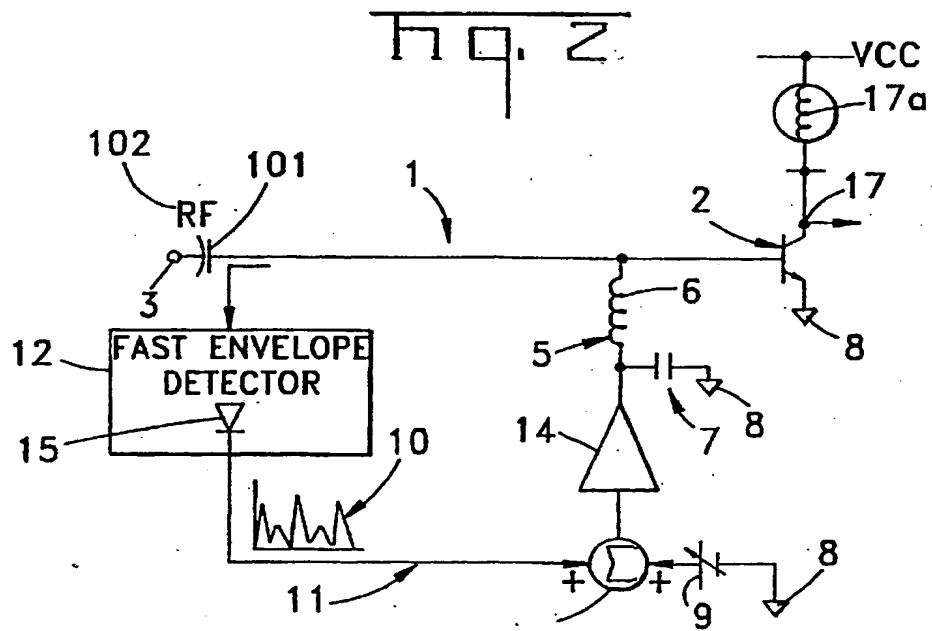 Fig. 2
VCC
17a
102
101
RF
1
17
2
3
6
8
12
FAST ENVELOPE
DETECTOR
5
8
7
14
15
10
Σ
+
+
11
9
8